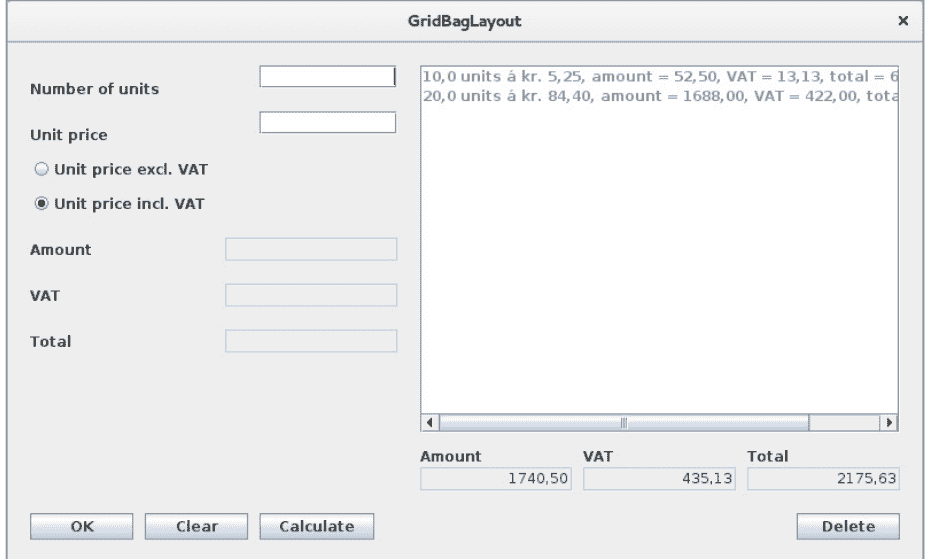 GridBagLayout
Number of units
Unit price
Unit price excl. VAT
Unit price incl. VAT
Amount
VAT
Total
10,0 units á kr. 5,25, amount = 52,50, VAT = 13,13, total = 6
20,0 units á kr. 84,40, amount = 1688,00, VAT = 422,00, tota
Amount VAT Total
1740,50 435,13 2175,63
OK Clear Calculate Delete